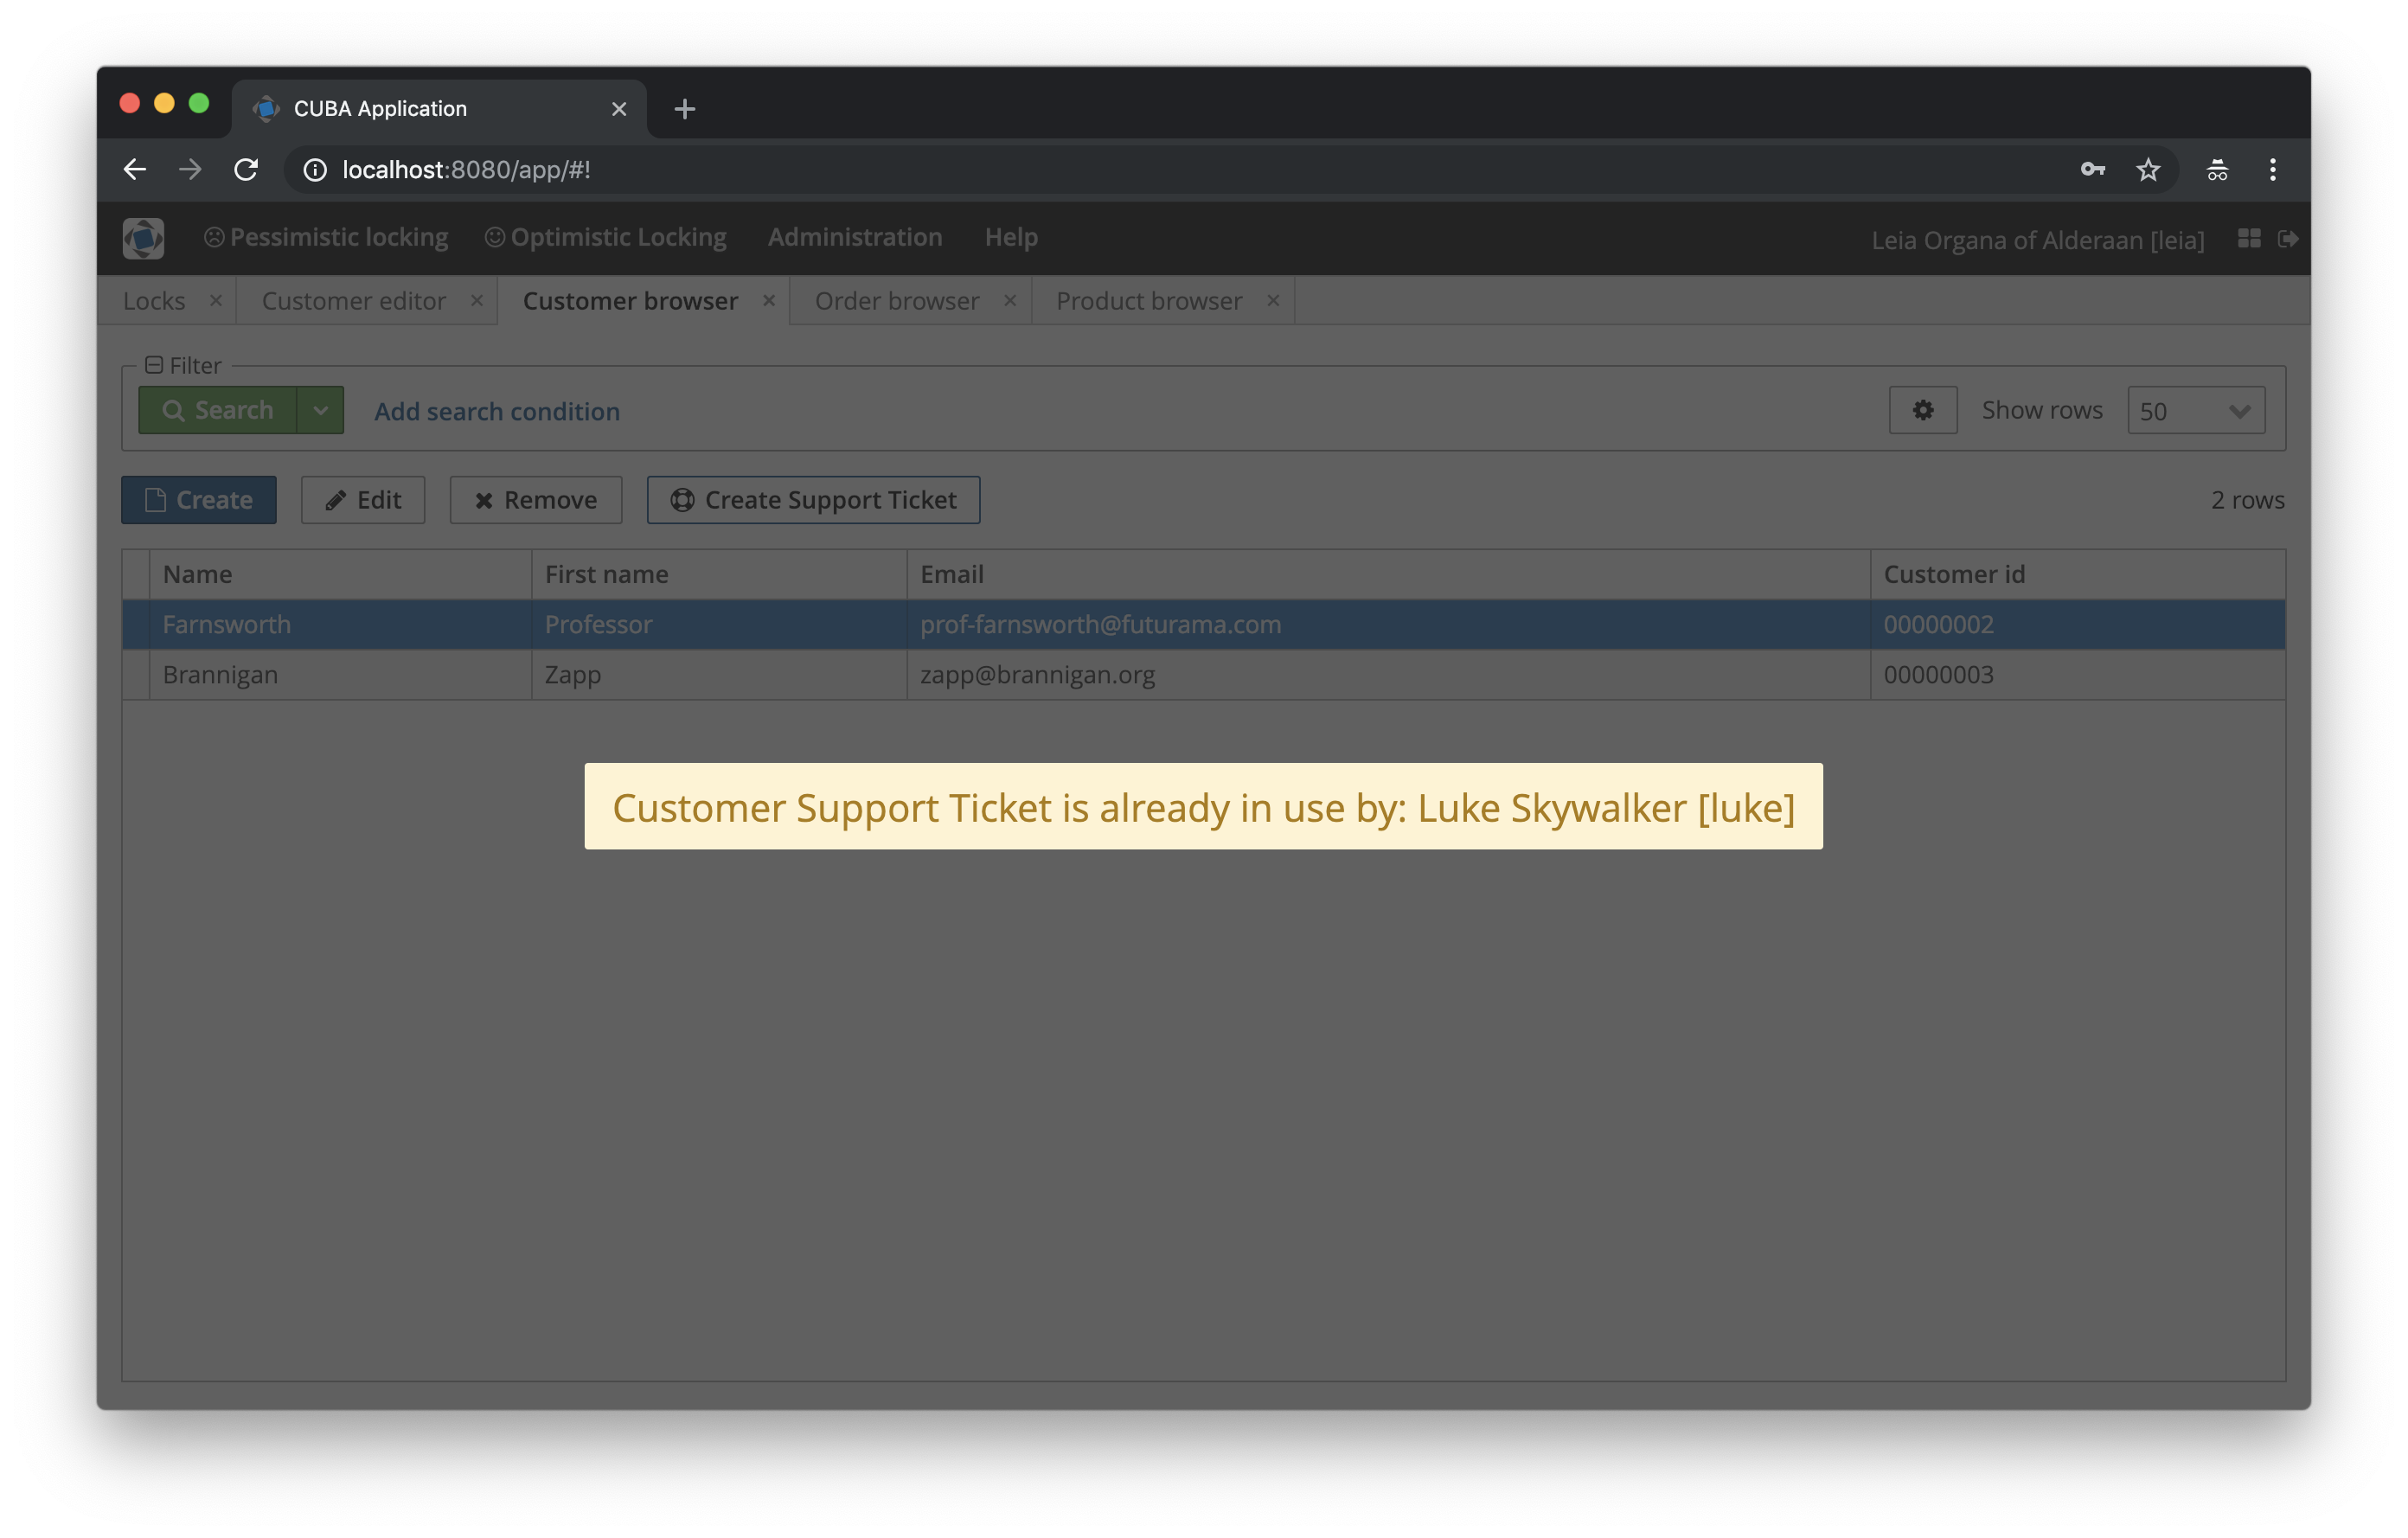 CUBA Application
localhost:8080/app/#!
Pessimistic locking Optimistic Locking Administration Help Leia Organa of Alderaan [leia]
Locks Customer editor Customer browser Order browser Product browser
Filter
Search Add search condition Show rows 50
Create Edit Remove Create Support Ticket 2 rows
Name First name Email Customer id
Farnsworth Professor prof-farnsworth@futurama.com 00000002
Brannigan Zapp zapp@brannigan.org 00000003
Customer Support Ticket is already in use by: Luke Skywalker [luke]